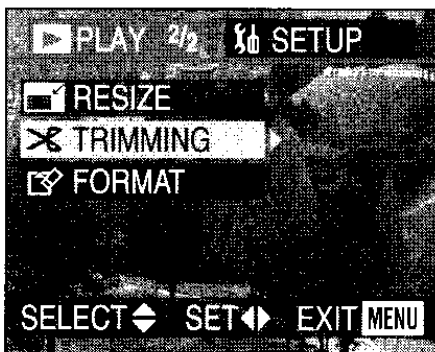 PLAY 2/2 SETUP
RESIZE
TRIMMING
FORMAT
SELECT SET EXIT MENU